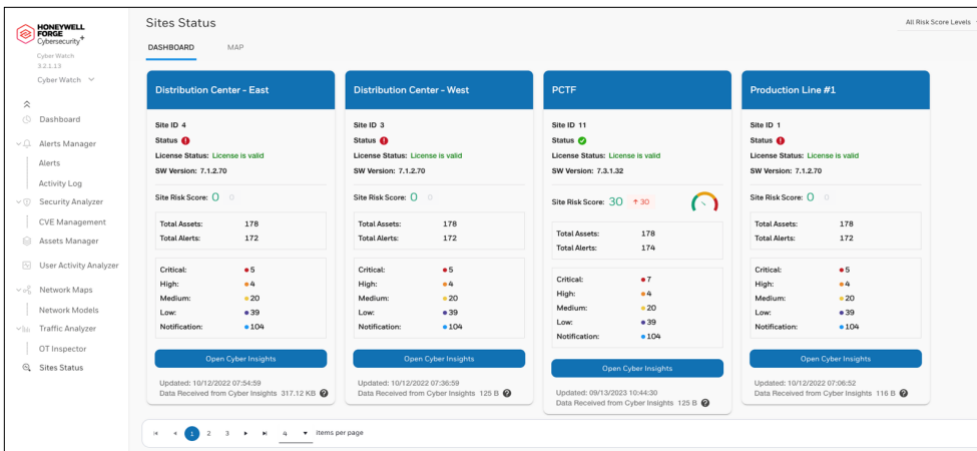 HONEYWELL
FORGE
Cybersecurity+
Cyber Watch
3.2.1.13
Cyber Watch
Dashboard
Alerts Manager
Alerts
Activity Log
Security Analyzer
CVE Management
Assets Manager
User Activity Analyzer
Network Maps
Network Models
Traffic Analyzer
OT Inspector
Sites Status
Sites Status
All Risk Score Levels
DASHBOARD MAP
Distribution Center - East
Site ID 4
Status
License Status: License is valid
SW Version: 7.1.2.70
Site Risk Score: 0 0
Total Assets: 178
Total Alerts: 172
Critical: 5
High: 4
Medium: 20
Low: 39
Notification: 104
Open Cyber Insights
Updated: 10/12/2022 07:54:59
Data Received from Cyber Insights 317.12 KB
Distribution Center - West
Site ID 3
Status
License Status: License is valid
SW Version: 7.1.2.70
Site Risk Score: 0 0
Total Assets: 178
Total Alerts: 172
Critical: 5
High: 4
Medium: 20
Low: 39
Notification: 104
Open Cyber Insights
Updated: 10/12/2022 07:36:59
Data Received from Cyber Insights 125 B
PCTF
Site ID 11
Status
License Status: License is valid
SW Version: 7.3.1.32
Site Risk Score: 30 ↑ 30
Total Assets: 178
Total Alerts: 174
Critical: 7
High: 4
Medium: 20
Low: 39
Notification: 104
Open Cyber Insights
Updated: 09/13/2023 10:44:30
Data Received from Cyber Insights 125 B
Production Line #1
Site ID 1
Status
License Status: License is valid
SW Version: 7.1.2.70
Site Risk Score: 0 0
Total Assets: 178
Total Alerts: 172
Critical: 5
High: 4
Medium: 20
Low: 39
Notification: 104
Open Cyber Insights
Updated: 10/12/2022 07:06:52
Data Received from Cyber Insights 116 B
1 2 3 4 items per page